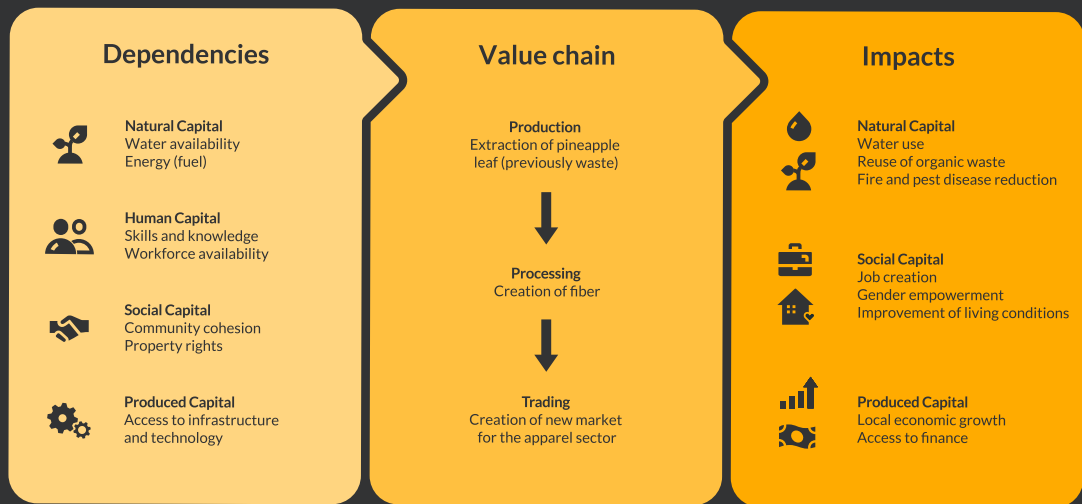 Dependencies
Natural Capital
Water availability
Energy (fuel)
Human Capital
Skills and knowledge
Workforce availability
Social Capital
Community cohesion
Property rights
Produced Capital
Access to infrastructure
and technology
Value chain
Production
Extraction of pineapple
leaf (previously waste)
Processing
Creation of fiber
Trading
Creation of new market
for the apparel sector
Impacts
Natural Capital
Water use
Reuse of organic waste
Fire and pest disease reduction
Social Capital
Job creation
Gender empowerment
Improvement of living conditions
Produced Capital
Local economic growth
Access to finance